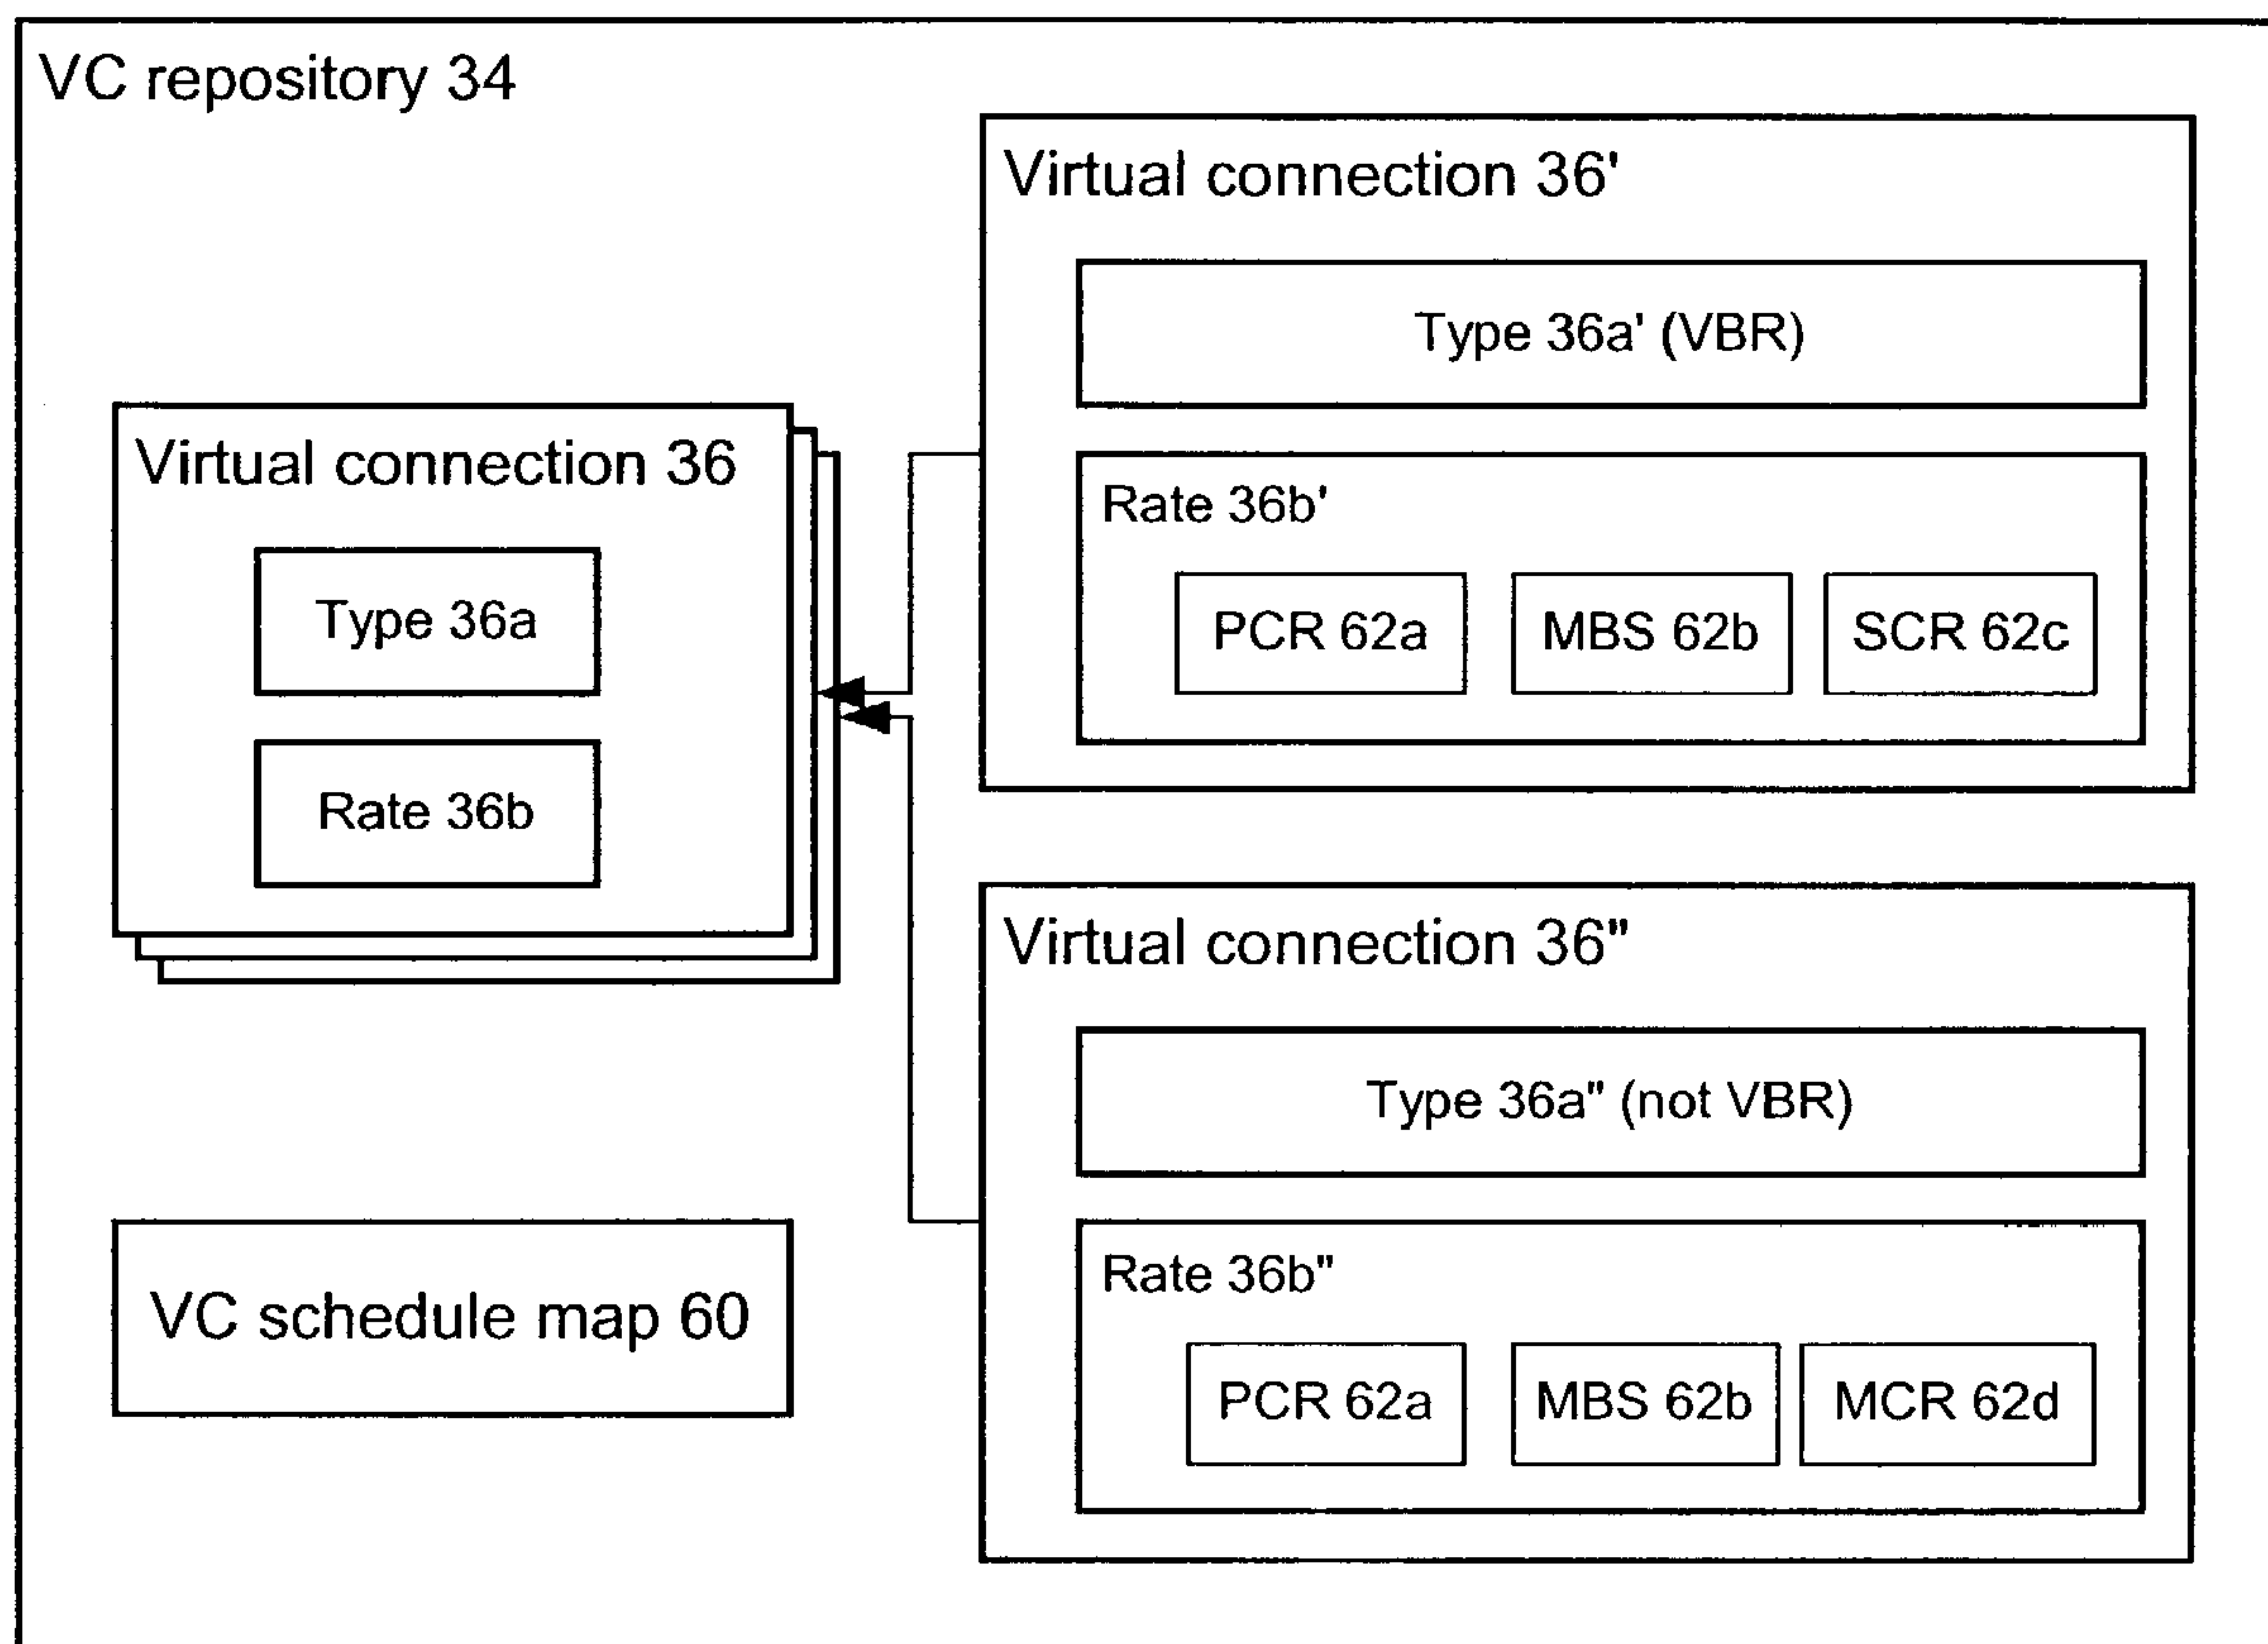 VC repository 34
Virtual connection 36'
Type 36a' (VBR)
Rate 36b'
PCR 62a
MBS 62b
SCR 62c
Virtual connection 36
Type 36a
Rate 36b
Virtual connection 36"
Type 36a" (not VBR)
Rate 36b"
PCR 62a
MBS 62b
MCR 62d
VC schedule map 60